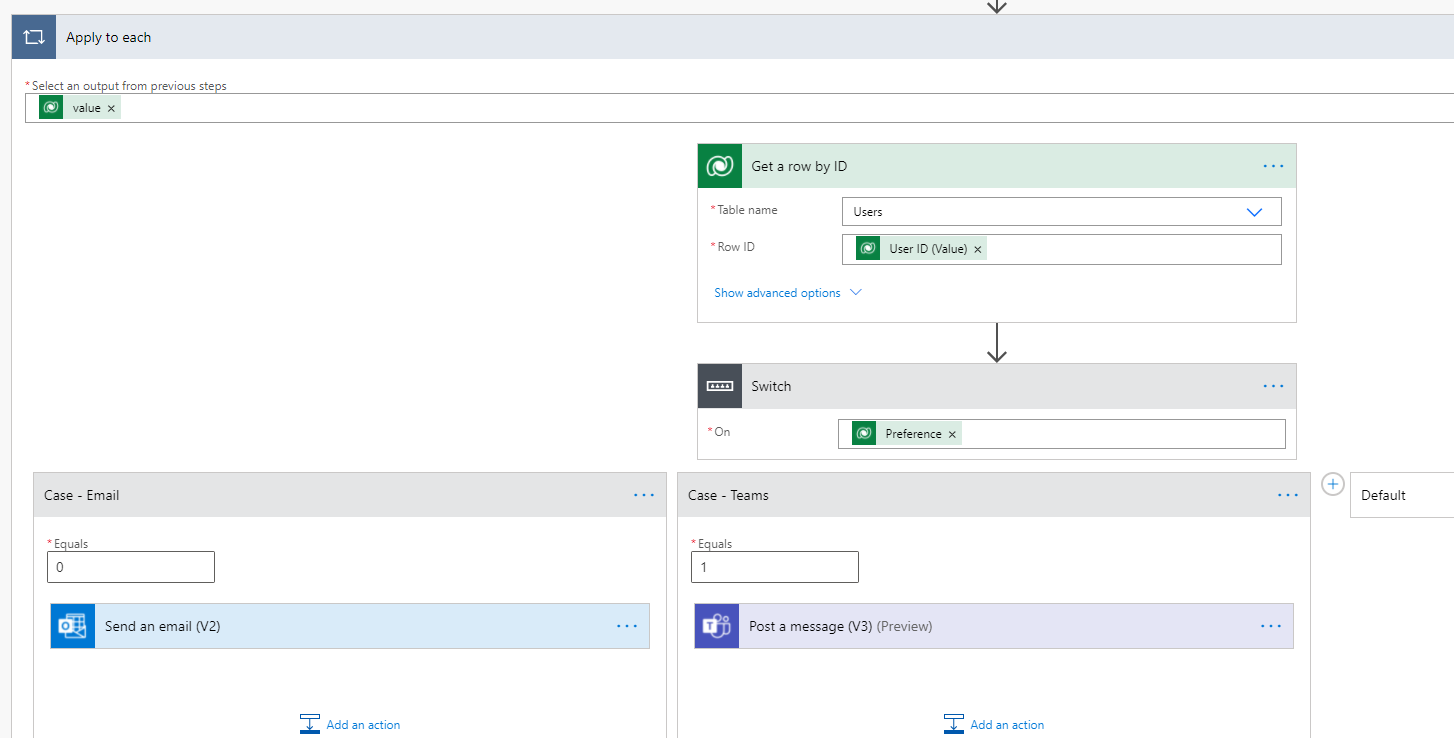 Apply to each
* Select an output from previous steps
value ×
Get a row by ID
* Table name
Users
* Row ID
User ID (Value) ×
Show advanced options
Switch
* On
Preference ×
Case - Email
Case - Teams
Default
* Equals
0
* Equals
1
Send an email (V2)
Post a message (V3) (Preview)
Add an action
Add an action